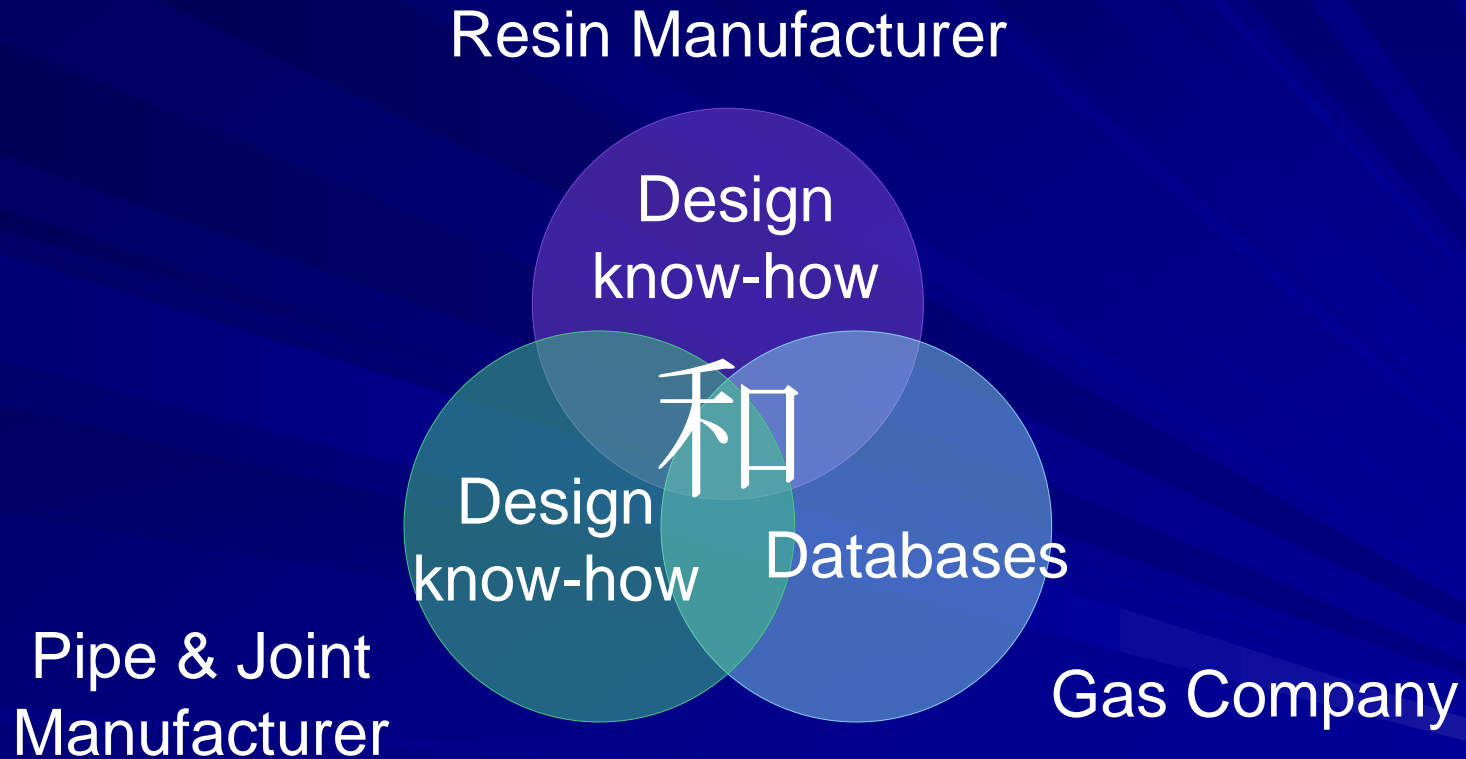 Resin Manufacturer
Design
know-how
和
Design
know-how
Databases
Pipe & Joint
Manufacturer
Gas Company